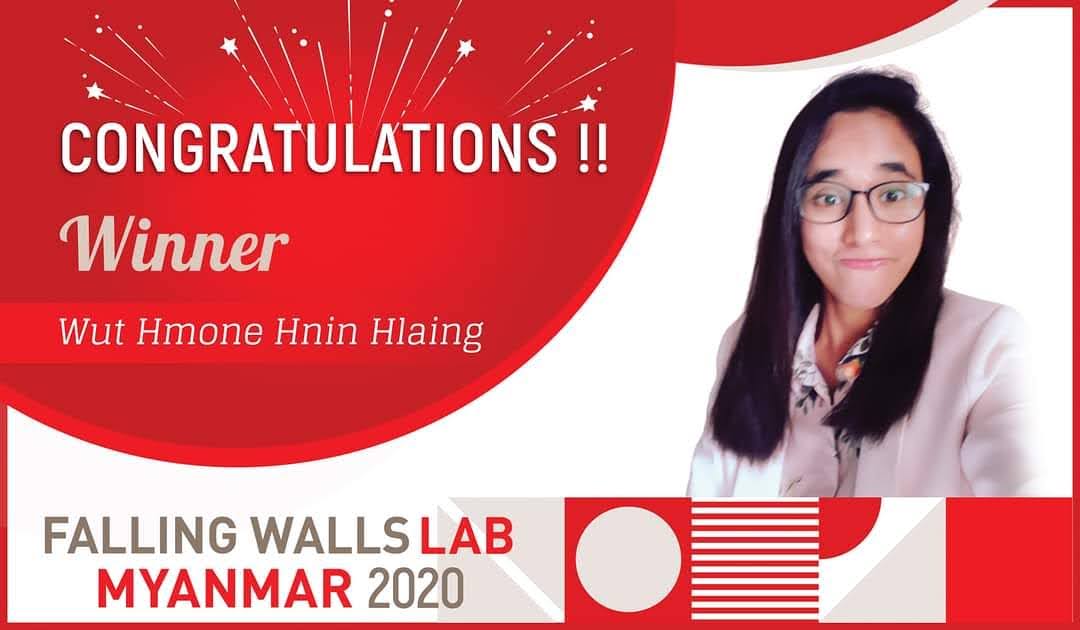 CONGRATULATIONS !!
Winner
Wut Hmone Hnin Hlaing
FALLING WALLS LAB
MYANMAR 2020